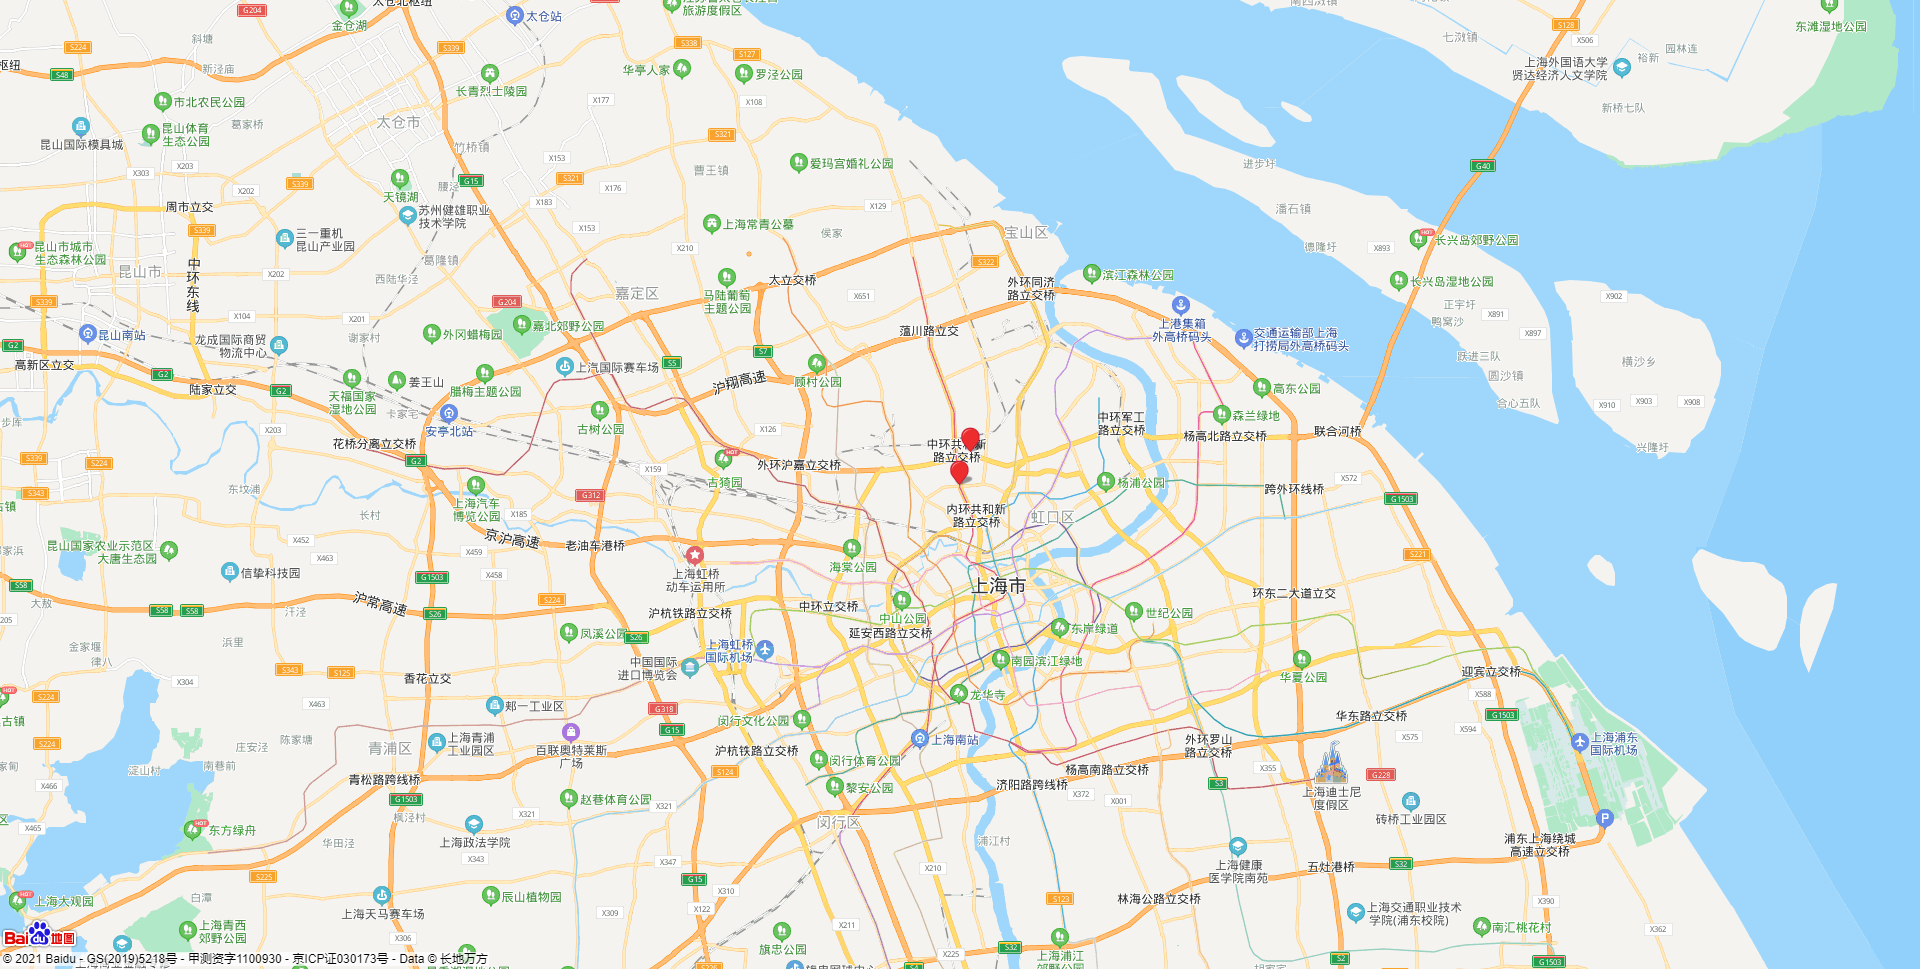 G204
金仓湖
太仓北枢纽
太仓站
旅游度假区
S128
X506
东滩湿地公园
七滧镇
园林连
裕新
上海外国语大学
贤达经济人文学院
新桥七队
斜塘
S224
S339
S338
S127
S48
新泾庙
华亭人家
罗泾公园
长青烈士陵园
市北农民公园
X177
X108
葛家桥
太仓市
昆山体育
生态公园
昆山国际模具城
S321
竹桥镇
X153
爱玛宫婚礼公园
进步圩
G40
X203
X303
X202
S339
天镜湖
腰泾
G15
S321
X176
曹王镇
X183
X129
潘石镇
周市立交
苏州健雄职业
技术学院
X153
上海常青公墓
侯家
宝山区
三一重机
昆山产业园
S339
昆山市城市
生态森林公园
昆山市
中环东线
葛隆镇
X210
S322
德隆圩
X893
长兴岛郊野公园
西陆华泾
X202
嘉定区
马陆葡萄
主题公园
太立交桥
外环同济
路立交桥
滨江森林公园
长兴岛湿地公园
X651
S339
G204
X104
X201
谢家村
昆山南站
龙成国际商贸
物流中心
外冈蜡梅园
嘉北郊野公园
蕰川路立交
上港集箱
外高桥码头
交通运输部上海
打捞局外高桥码头
正宇圩
鸭窝沙
X891
X897
X902
跃进三队
圆沙镇
横沙乡
G2
高新区立交
G2
陆家立交
G2
天福国家
湿地公园
姜王山
腊梅主题公园
上汽国际赛车场
S5
S7
沪翔高速
顾村公园
高东公园
合心五队
X910
X903
X908
步库
卡家宅
安亭北站
古树公园
X203
X126
中环军工
路立交桥
森兰绿地
杨高北路立交桥
联合河桥
兴隆圩
花桥分离立交桥
G2
S339
S224
X159
古猗园
外环沪嘉立交桥
路立交桥
杨浦公园
X572
跨外环线桥
G1503
东坟浦
S343
上海汽车
博览公园
G312
长村
X185
内环共和新
路立交桥
虹口区
京沪高速
老油车港桥
昆山国家农业示范区
大唐生态园
X452
X463
X459
X458
信挚科技园
G1503
上海虹桥
动车运用所
海棠公园
上海市
S221
S58
大敖
S58
S58
汗泾
沪常高速
S26
S224
沪杭铁路立交桥
中环立交桥
中山公园
世纪公园
环东二大道立交
金家堰
律八
浜里
凤溪公园
S26
延安西路立交桥
东岸绿道
上海虹桥
国际机场
中国国际
进口博览会
南园滨江绿地
华夏公园
迎宾立交桥
X304
S343
S125
香花立交
S224
X463
郏一工业区
G318
龙华寺
X588
G1503
华东路立交桥
X594
X575
闵行文化公园
G15
上海南站
陈家塘
庄安泾
青浦区
上海青浦
工业园区
百联奥特莱斯
广场
沪杭铁路立交桥
闵行体育公园
外环罗山
路立交桥
上海浦东
国际机场
S224
淀山村
南巷前
青松路跨线桥
S124
黎安公园
济阳路跨线桥
杨高南路立交桥
S3
X355
上海迪士尼
度假区
G228
X466
G1503
枫泾村
赵巷体育公园
X321
X372
X001
砖桥工业园区
X465
东方绿舟
华田泾
X321
上海政法学院
X343
闵行区
浦江村
浦东上海绕城
高速立交桥
X347
X210
上海健康
医学院南苑
五灶港桥
S32
S225
G15
白潭
上海大观园
上海天马赛车场
辰山植物园
X310
X122
X309
S123
林海公路立交桥
上海交通职业技术
学院(浦东校院)
X390
南汇桃花村
X362
上海青西
郊野公园
X306
X211
旗忠公园
X225
S32
上海浦江
郊野公园
S2
G1503
Bai地图
© 2021 Baidu - GS(2019)5218号 - 甲测资字1100930 - 京ICP证030173号 - Data © 长地万方